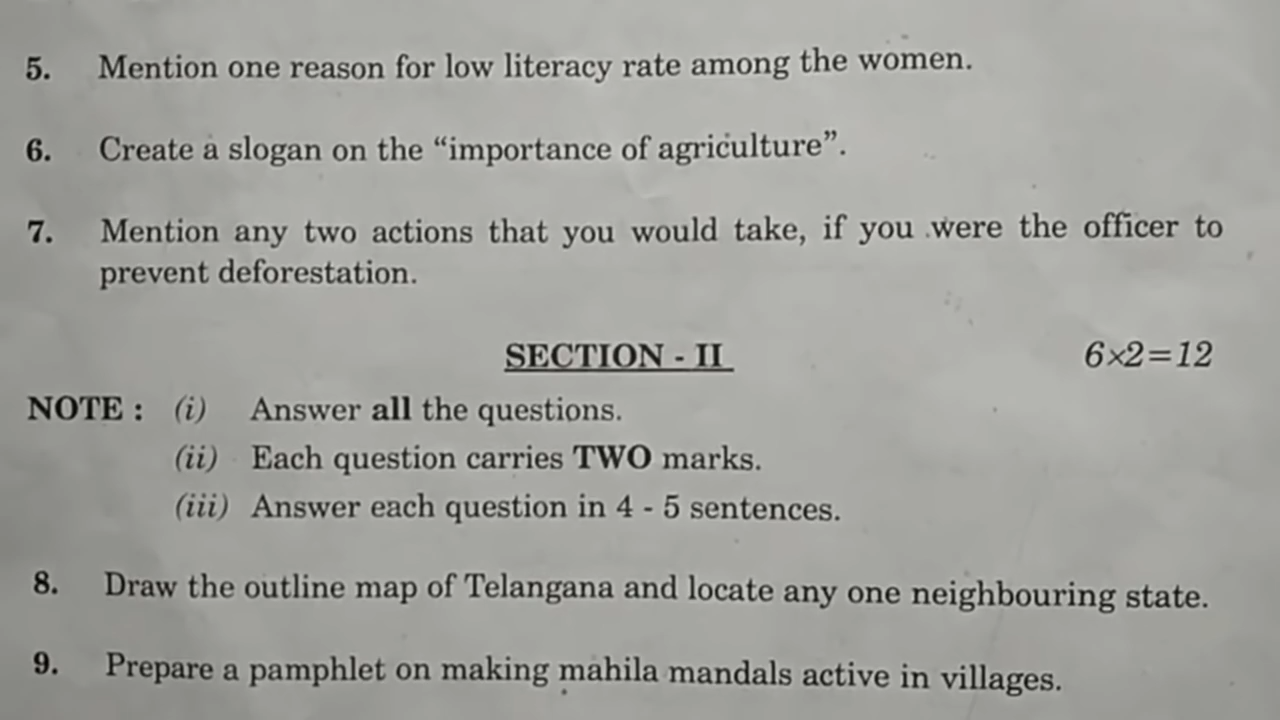 5. Mention one reason for low literacy rate among the women.
6. Create a slogan on the “importance of agriculture”.
7. Mention any two actions that you would take, if you were the officer to
prevent deforestation.
SECTION - II 6×2=12
NOTE : (i) Answer all the questions.
(ii) Each question carries TWO marks.
(iii) Answer each question in 4 - 5 sentences.
8. Draw the outline map of Telangana and locate any one neighbouring state.
9. Prepare a pamphlet on making mahila mandals active in villages.